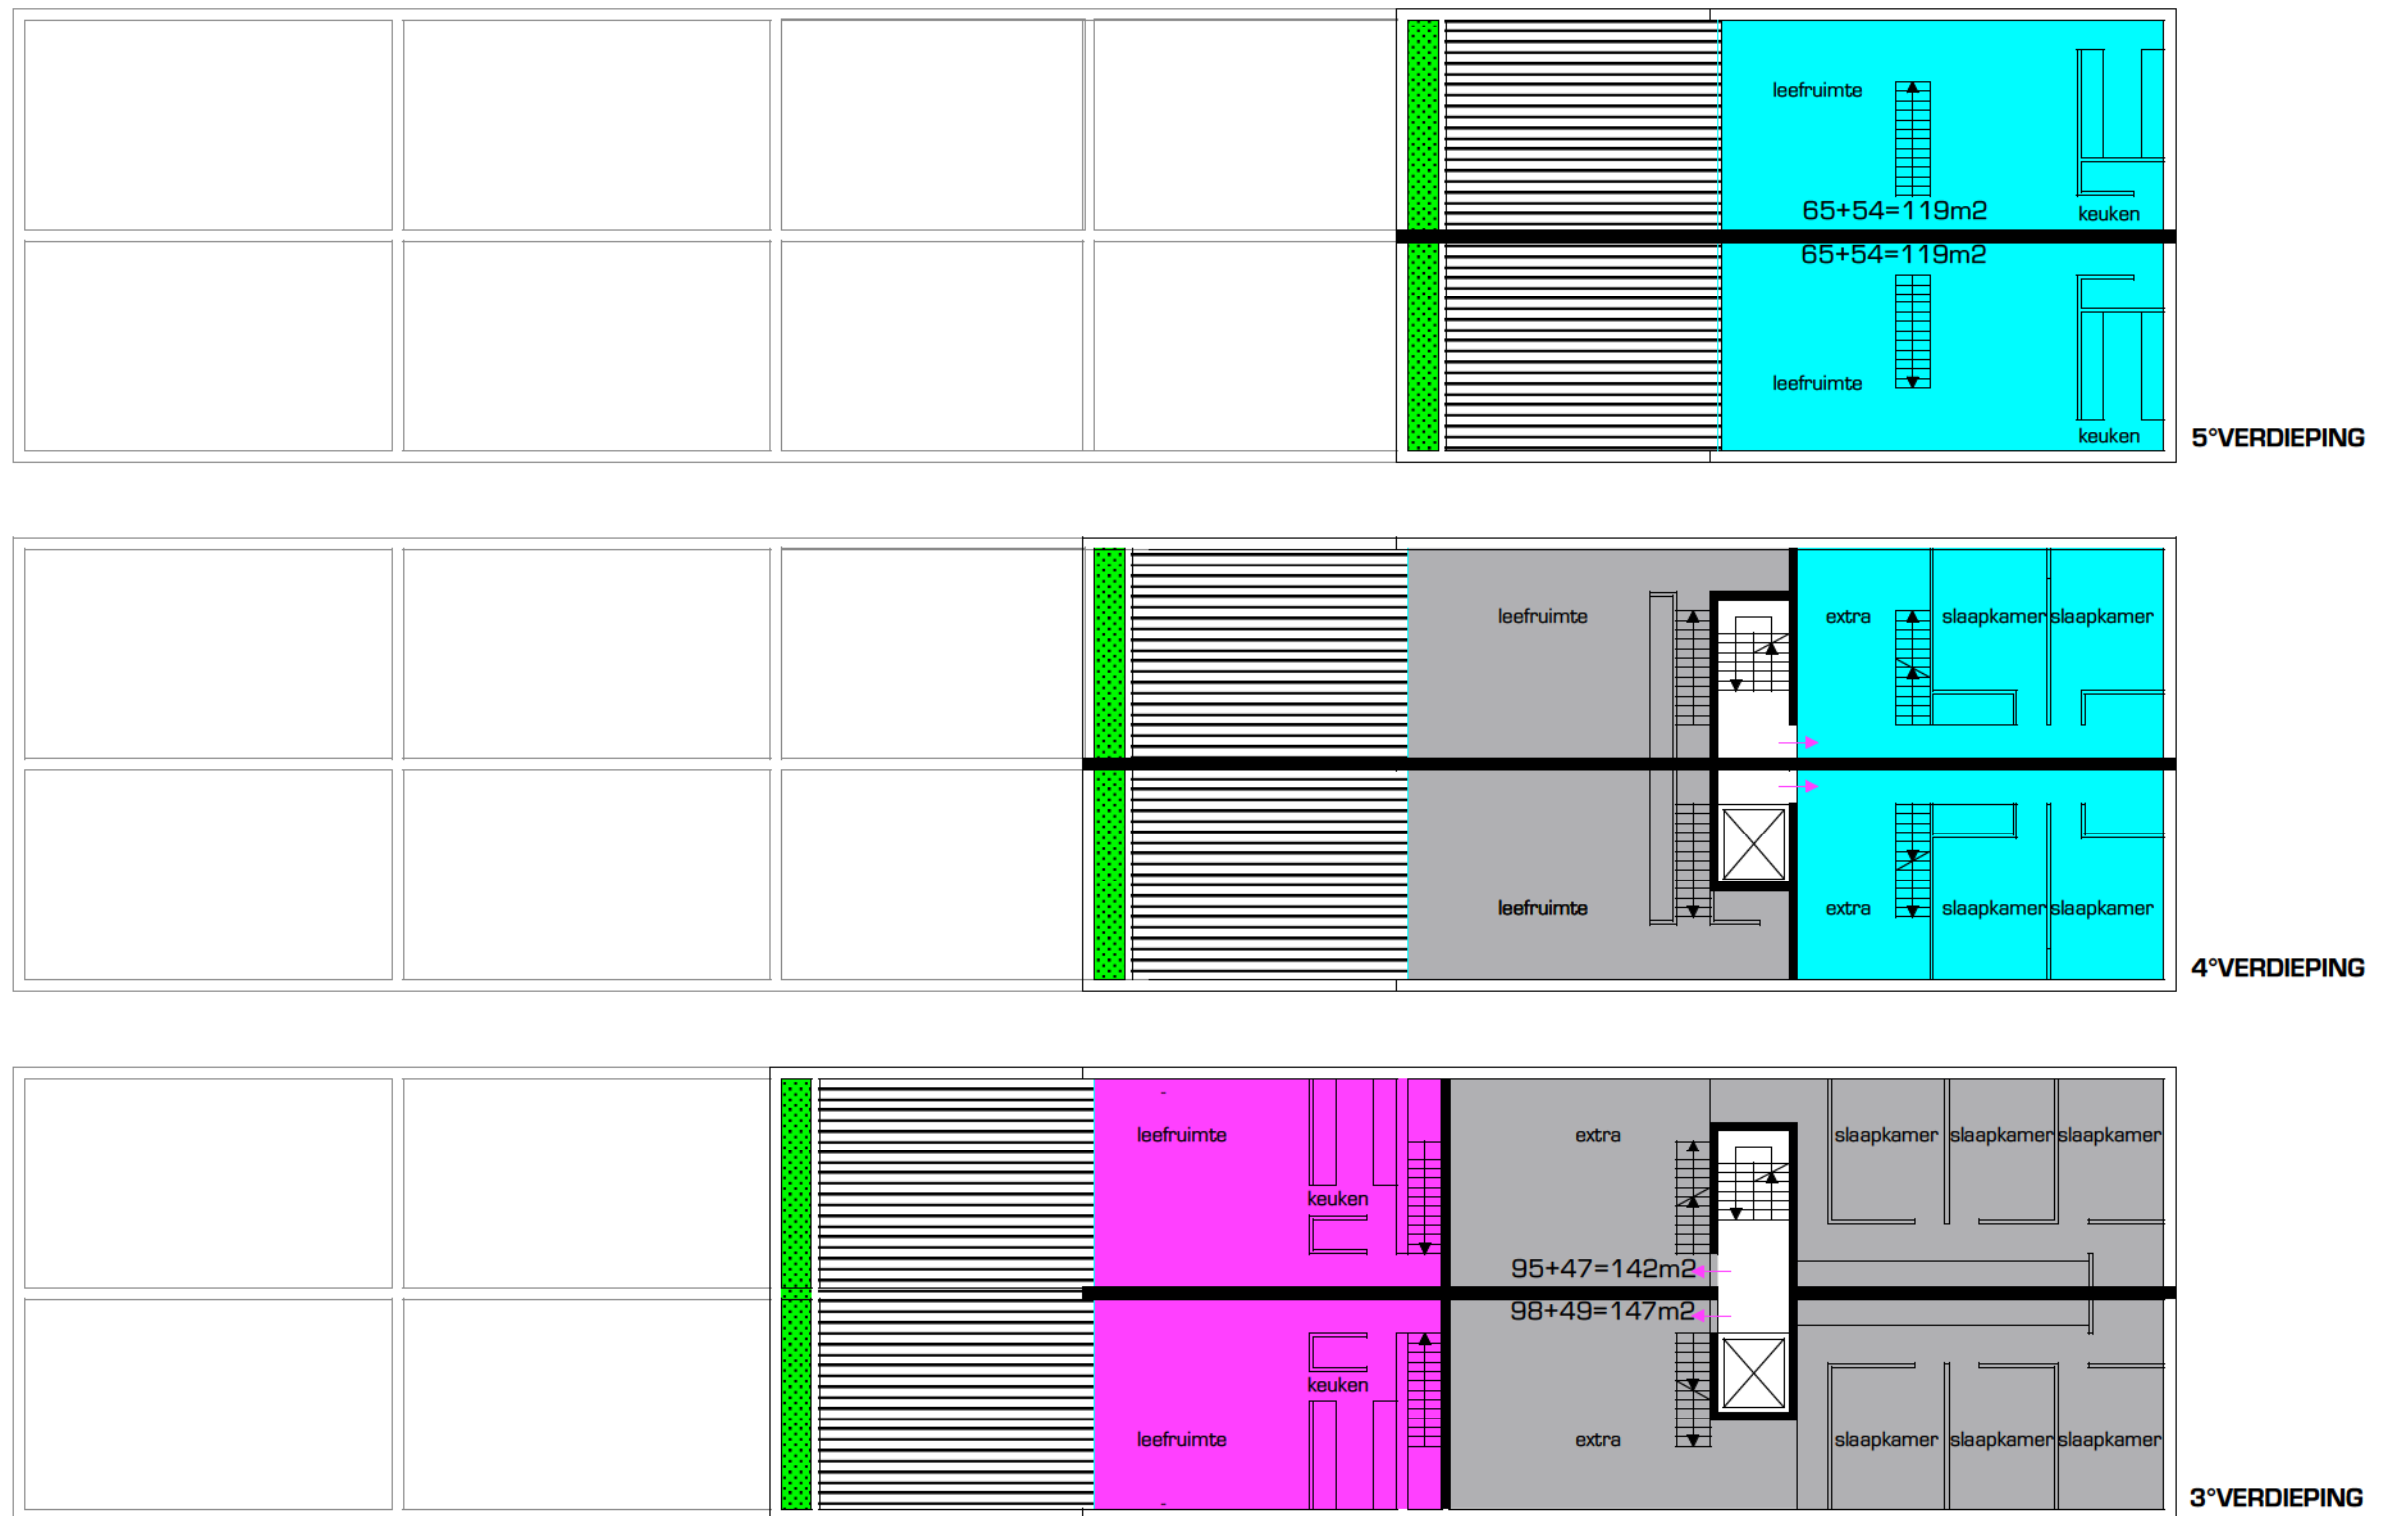 leefruimte
65+54=119m2
keuken
65+54=119m2
leefruimte
keuken
5°VERDIEPING
leefruimte
extra
slaapkamer
slaapkamer
leefruimte
extra
slaapkamer
slaapkamer
4°VERDIEPING
leefruimte
extra
slaapkamer
slaapkamer
slaapkamer
keuken
95+47=142m2
98+49=147m2
keuken
leefruimte
extra
slaapkamer
slaapkamer
slaapkamer
3°VERDIEPING